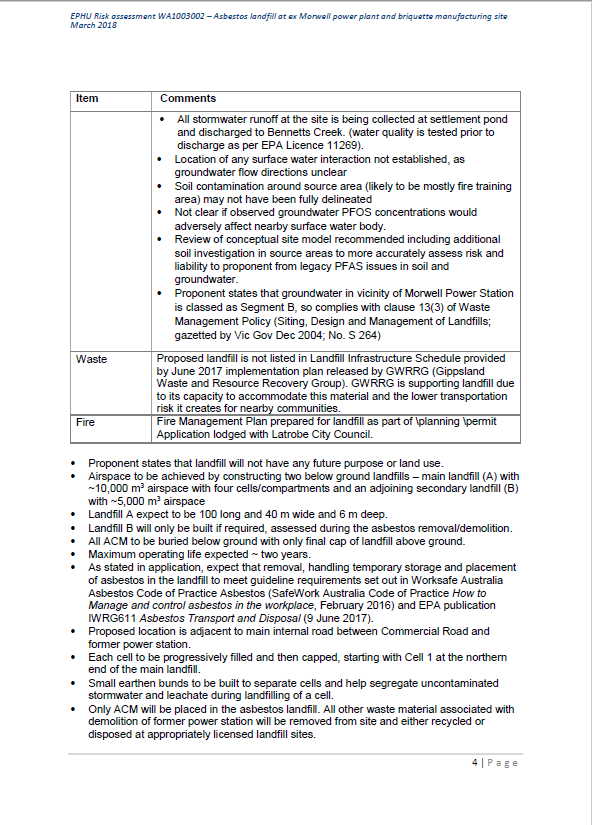 EPHU Risk assessment WA1003002 – Asbestos landfill at ex Morwell power plant and briquette manufacturing site
March 2018
Item Comments
• All stormwater runoff at the site is being collected at settlement pond
and discharged to Bennetts Creek. (water quality is tested prior to
discharge as per EPA Licence 11269).
• Location of any surface water interaction not established, as
groundwater flow directions unclear
• Soil contamination around source area (likely to be mostly fire training
area) may not have been fully delineated
• Not clear if observed groundwater PFOS concentrations would
adversely affect nearby surface water body.
• Review of conceptual site model recommended including additional
soil investigation in source areas to more accurately assess risk and
liability to proponent from legacy PFAS issues in soil and
groundwater.
• Proponent states that groundwater in vicinity of Morwell Power Station
is classed as Segment B, so complies with clause 13(3) of Waste
Management Policy (Siting, Design and Management of Landfills;
gazetted by Vic Gov Dec 2004; No. S 264)
Waste Proposed landfill is not listed in Landfill Infrastructure Schedule provided
by June 2017 implementation plan released by GWRRG (Gippsland
Waste and Resource Recovery Group). GWRRG is supporting landfill due
to its capacity to accommodate this material and the lower transportation
risk it creates for nearby communities.
Fire Fire Management Plan prepared for landfill as part of \planning \permit
Application lodged with Latrobe City Council.
• Proponent states that landfill will not have any future purpose or land use.
• Airspace to be achieved by constructing two below ground landfills – main landfill (A) with
~10,000 m³ airspace with four cells/compartments and an adjoining secondary landfill (B)
with ~5,000 m³ airspace
• Landfill A expect to be 100 long and 40 m wide and 6 m deep.
• Landfill B will only be built if required, assessed during the asbestos removal/demolition.
• All ACM to be buried below ground with only final cap of landfill above ground.
• Maximum operating life expected ~ two years.
• As stated in application, expect that removal, handling temporary storage and placement
of asbestos in the landfill to meet guideline requirements set out in Worksafe Australia
Asbestos Code of Practice Asbestos (SafeWork Australia Code of Practice How to
Manage and control asbestos in the workplace, February 2016) and EPA publication
IWRG611 Asbestos Transport and Disposal (9 June 2017).
• Proposed location is adjacent to main internal road between Commercial Road and
former power station.
• Each cell to be progressively filled and then capped, starting with Cell 1 at the northern
end of the main landfill.
• Small earthen bunds to be built to separate cells and help segregate uncontaminated
stormwater and leachate during landfilling of a cell.
• Only ACM will be placed in the asbestos landfill. All other waste material associated with
demolition of former power station will be removed from site and either recycled or
disposed at appropriately licensed landfill sites.
4 | Page